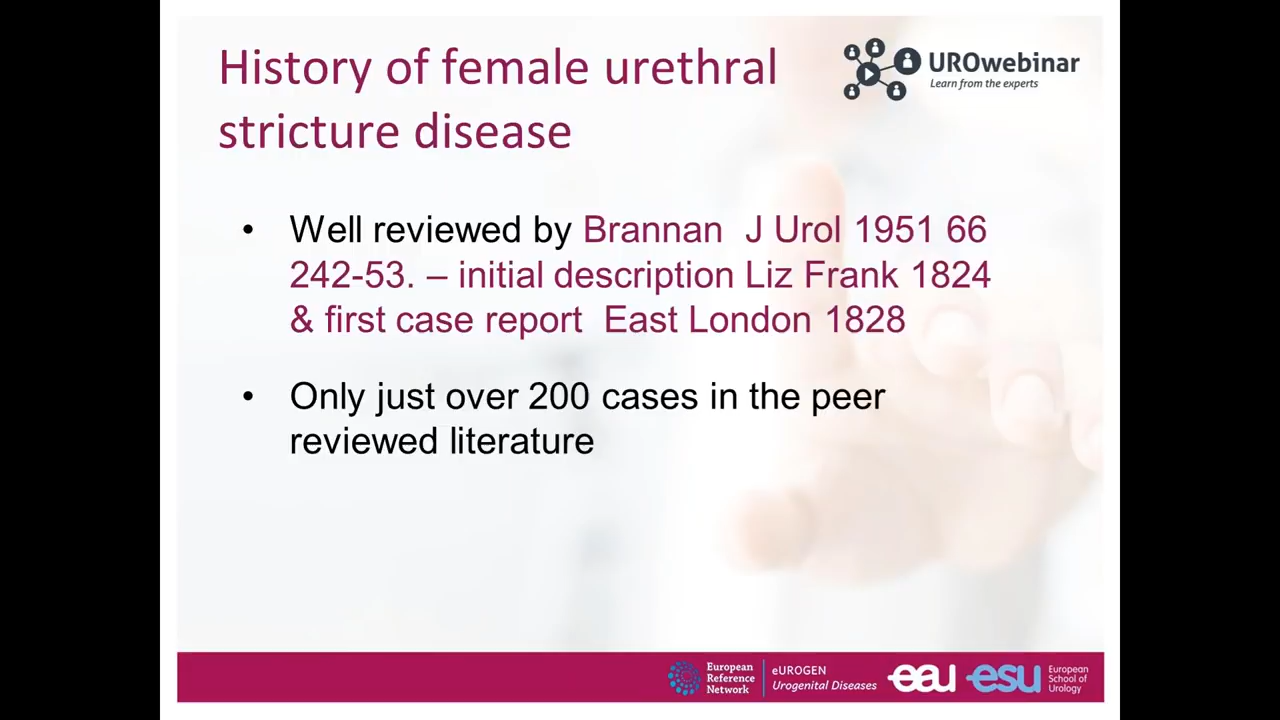 History of female urethral
stricture disease
UROwebinar
Learn from the experts
• Well reviewed by Brannan J Urol 1951 66
242-53. – initial description Liz Frank 1824
& first case report East London 1828
• Only just over 200 cases in the peer
reviewed literature
European
Reference
Network
eUROGEN
Urogenital Diseases
eau
esu
European
School of
Urology